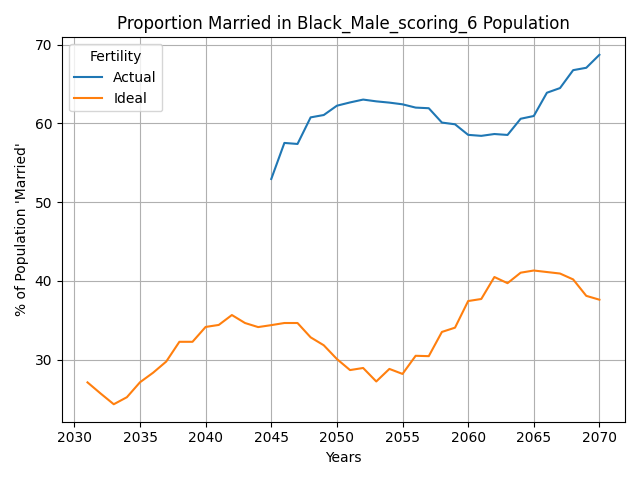 Proportion Married in Black_Male_scoring_6 Population
% of Population 'Married'
70
60
50
40
30
Fertility
Actual
Ideal
2030 2035 2040 2045 2050 2055 2060 2065 2070
Years